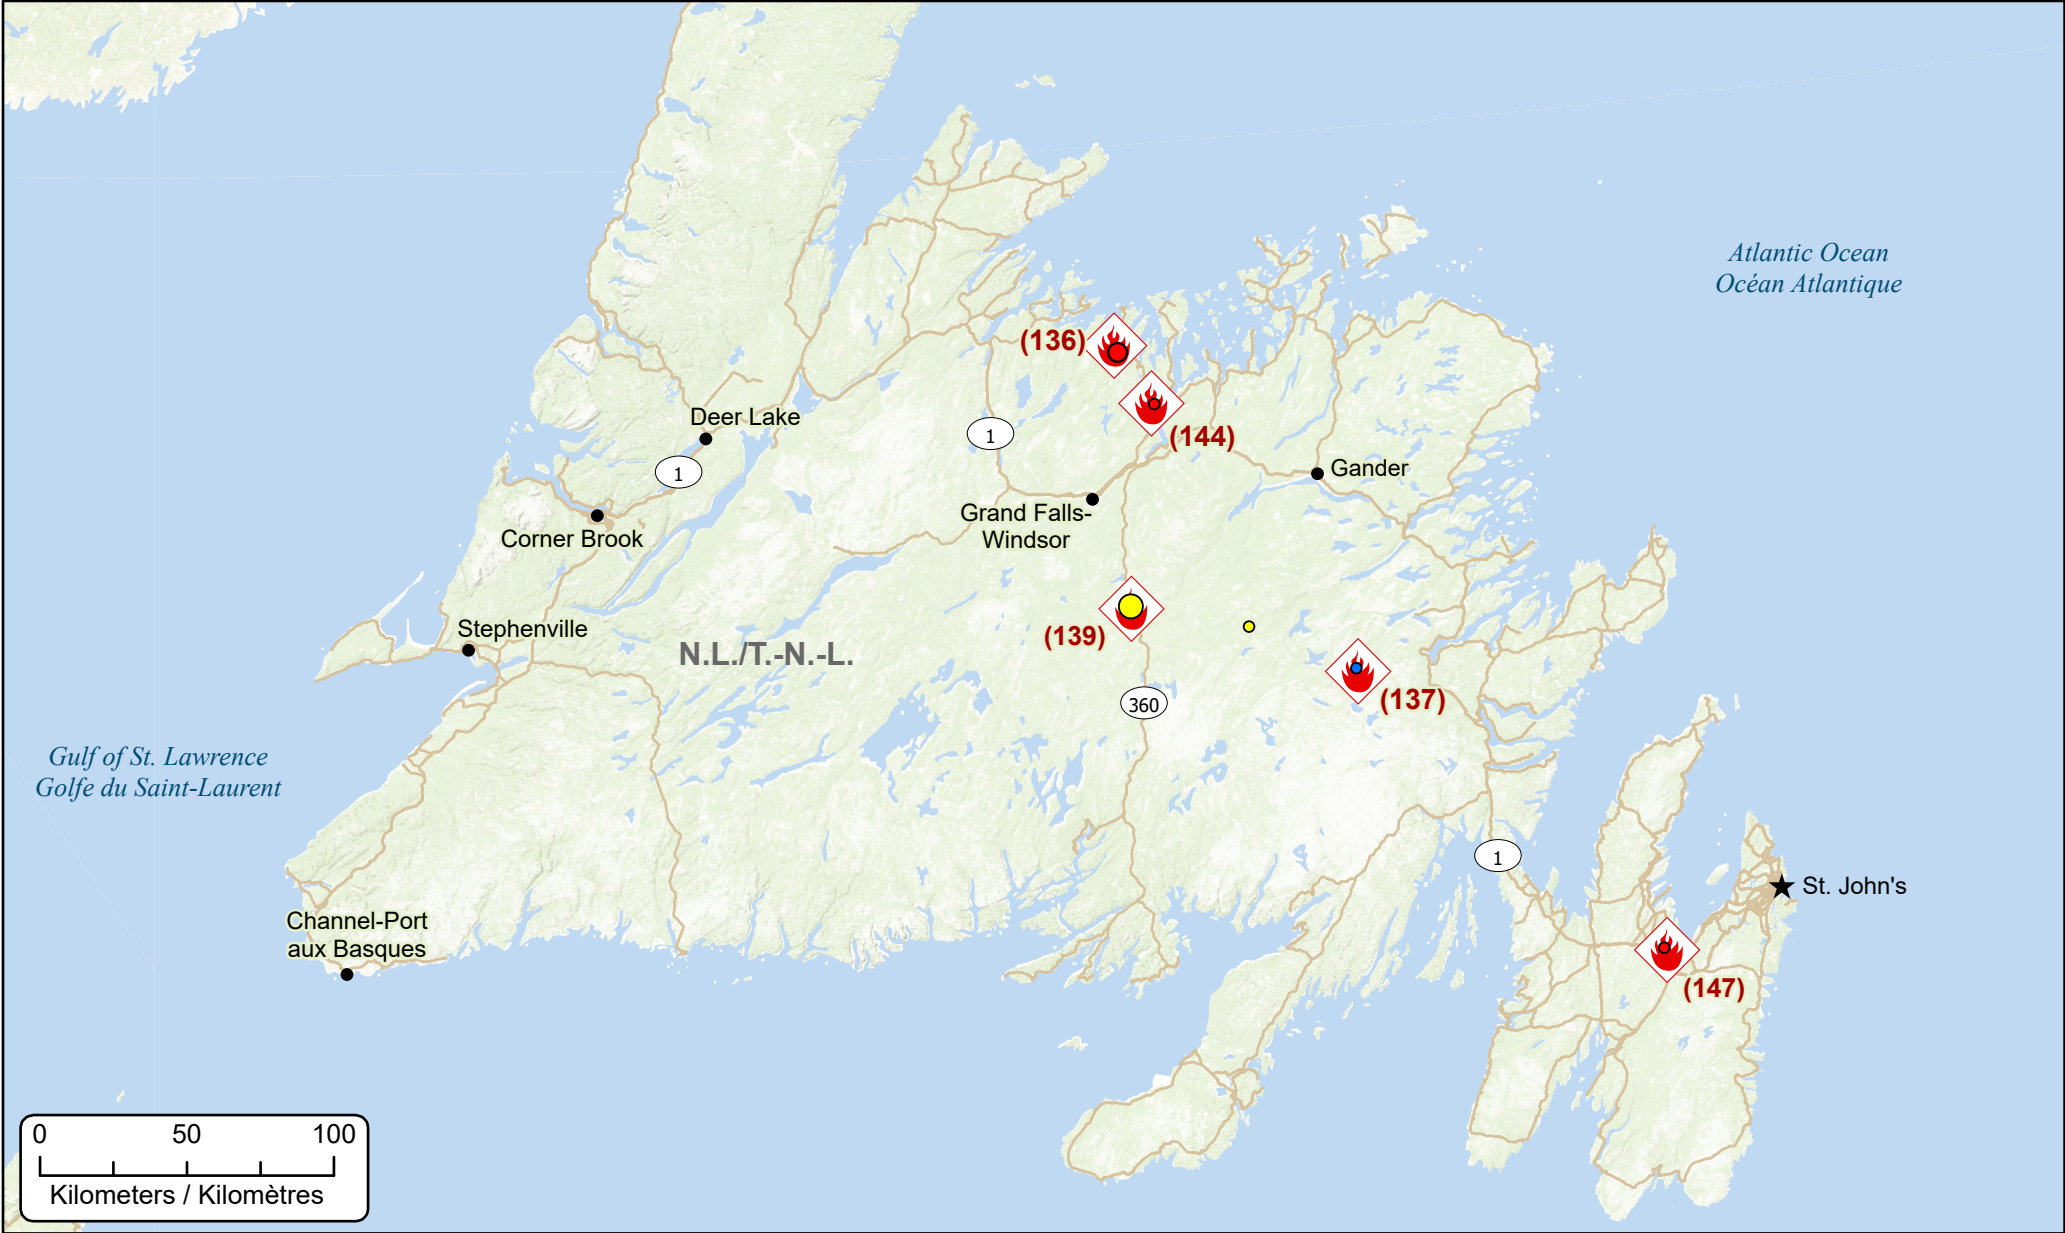 Atlantic Ocean
Océan Atlantique
(136)
Deer Lake
1
1
(144)
Gander
Grand Falls-
Windsor
Corner Brook
Stephenville
(139)
N.L./T.-N.-L.
(137)
360
Gulf of St. Lawrence
Golfe du Saint-Laurent
1
St. John's
Channel-Port
aux Basques
(147)
0 50 100
Kilometers / Kilomètres